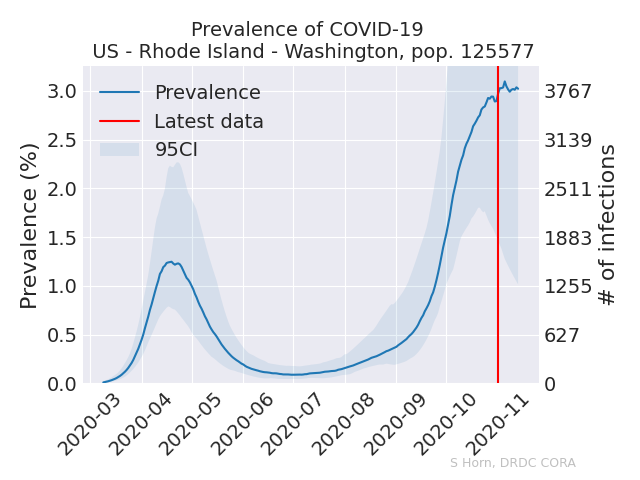 Prevalence of COVID-19
US - Rhode Island - Washington, pop. 125577
Prevalence
Latest data
95CI
Prevalence (%)
3.0
2.5
2.0
1.5
1.0
0.5
0.0
3767
3139
2511
1883
1255
627
0
# of infections
2020-03
2020-04
2020-05
2020-06
2020-07
2020-08
2020-09
2020-10
2020-11
S Horn, DRDC CORA